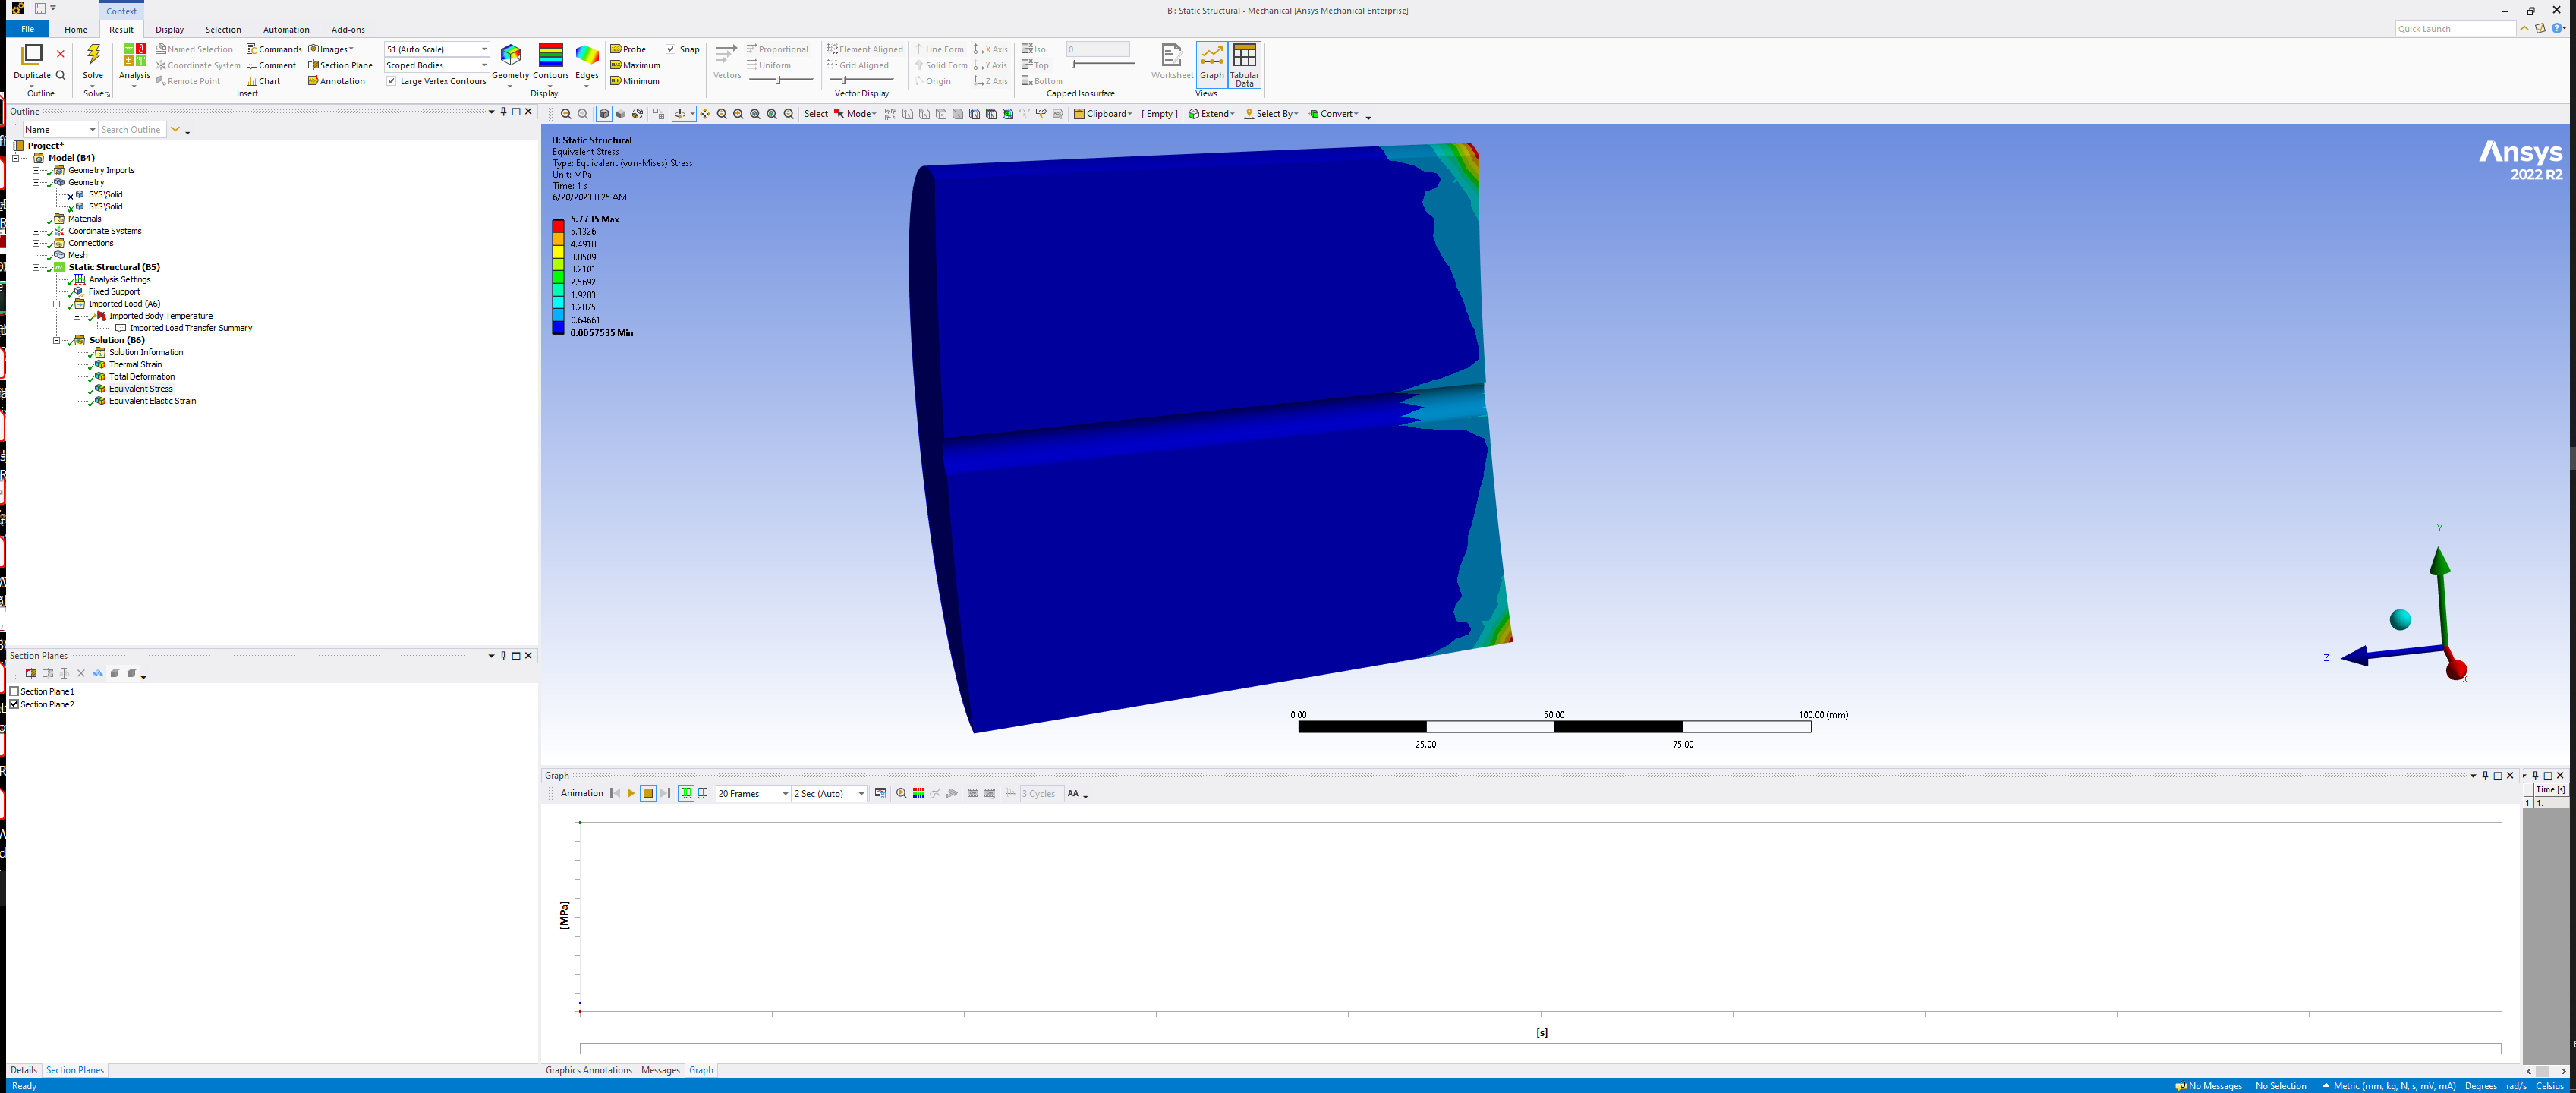 Context
B : Static Structural - Mechanical [Ansys Mechanical Enterprise]
File Home Result Display Selection Automation Add-ons
Quick Launch
Duplicate
Outline
Solve
Solver
Analysis
Named Selection
Coordinate System
Remote Point
Commands
Comment
Chart
Images
Section Plane
Annotation
Insert
51 (Auto Scale)
Scoped Bodies
Large Vertex Contours
Geometry Contours Edges
Display
Probe
Maximum
Minimum
Snap
Vectors
Proportional
Uniform
Element Aligned
Grid Aligned
Line Form
Solid Form
Origin
X Axis
Y Axis
Z Axis
Vector Display
Iso
Top
Bottom
0
Capped Isosurface
Worksheet
Graph
Tabular
Data
Views
Outline
Name Search Outline
Project*
Model (B4)
Geometry Imports
Geometry
SYS\Solid
SYS\Solid
Materials
Coordinate Systems
Connections
Mesh
Static Structural (B5)
Analysis Settings
Fixed Support
Imported Load (A6)
Imported Body Temperature
Imported Load Transfer Summary
Solution (B6)
Solution Information
Thermal Strain
Total Deformation
Equivalent Stress
Equivalent Elastic Strain
Section Planes
Section Plane1
Section Plane2
Details Section Planes
Select Mode Clipboard [ Empty ] Extend Select By Convert
B: Static Structural
Equivalent Stress
Type: Equivalent (von-Mises) Stress
Unit: MPa
Time: 1 s
6/20/2023 8:25 AM
5.7735 Max
5.1326
4.4918
3.8509
3.2101
2.5692
1.9283
1.2875
0.64661
0.0057535 Min
Ansys
2022 R2
Y
Z
X
0.00 50.00 100.00 (mm)
25.00 75.00
Graph
Animation 20 Frames 2 Sec (Auto) 3 Cycles AA
[MPa]
[s]
Time [s]
1 1.
Graphics Annotations Messages Graph
Ready
No Messages No Selection Metric (mm, kg, N, s, mV, mA) Degrees rad/s Celsius